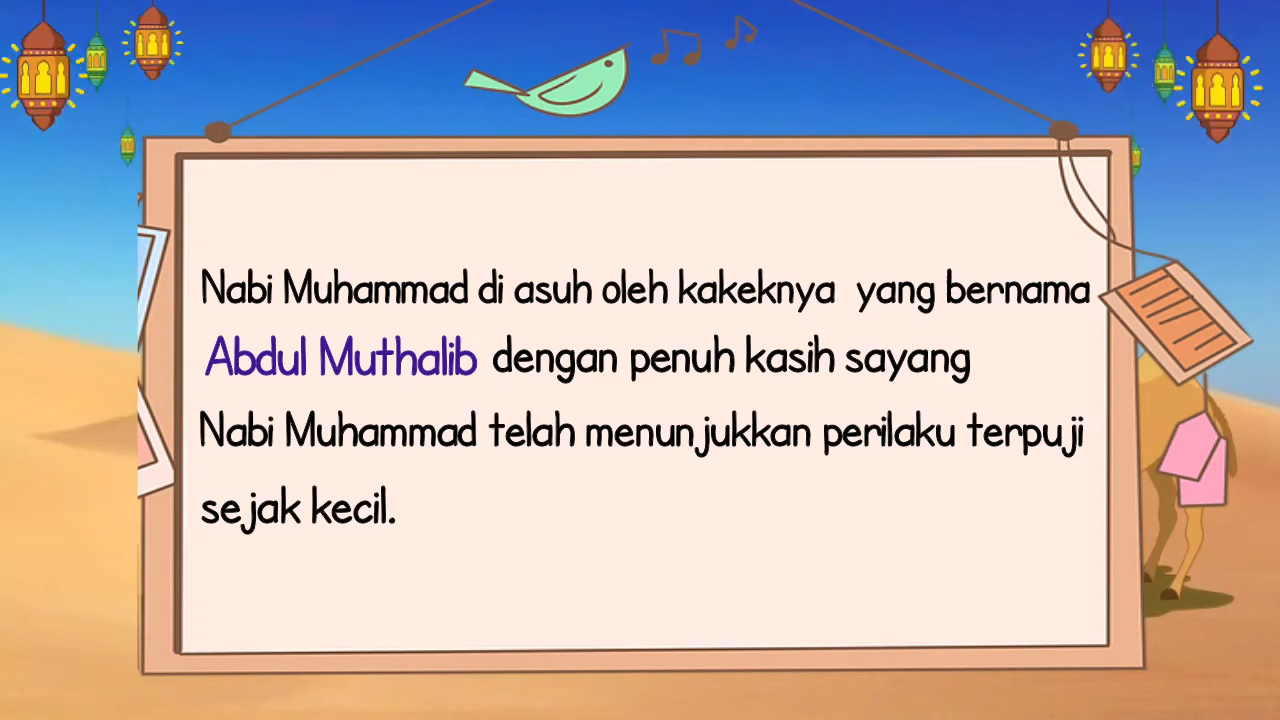 Nabi Muhammad di asuh oleh kakeknya yang bernama
Abdul Muthalib dengan penuh kasih sayang
Nabi Muhammad telah menunjukkan perilaku terpuji
sejak kecil.